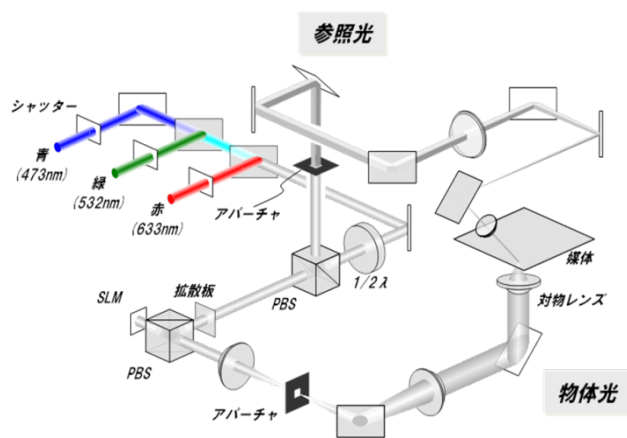 参照光
シャッター
青
(473nm)
緑
(532nm)
赤
(633nm)
アパーチャ
1/2λ
PBS
媒体
SLM
拡散板
対物レンズ
PBS
アパーチャ
物体光